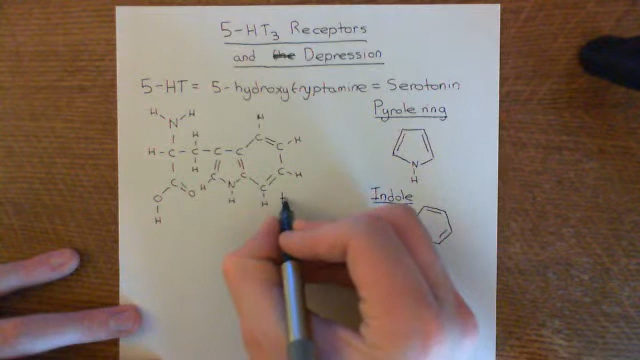 5-HT₃ Receptors
and the Depression
5-HT = 5-hydroxytryptamine = Serotonin
Pyrole ring
Indole